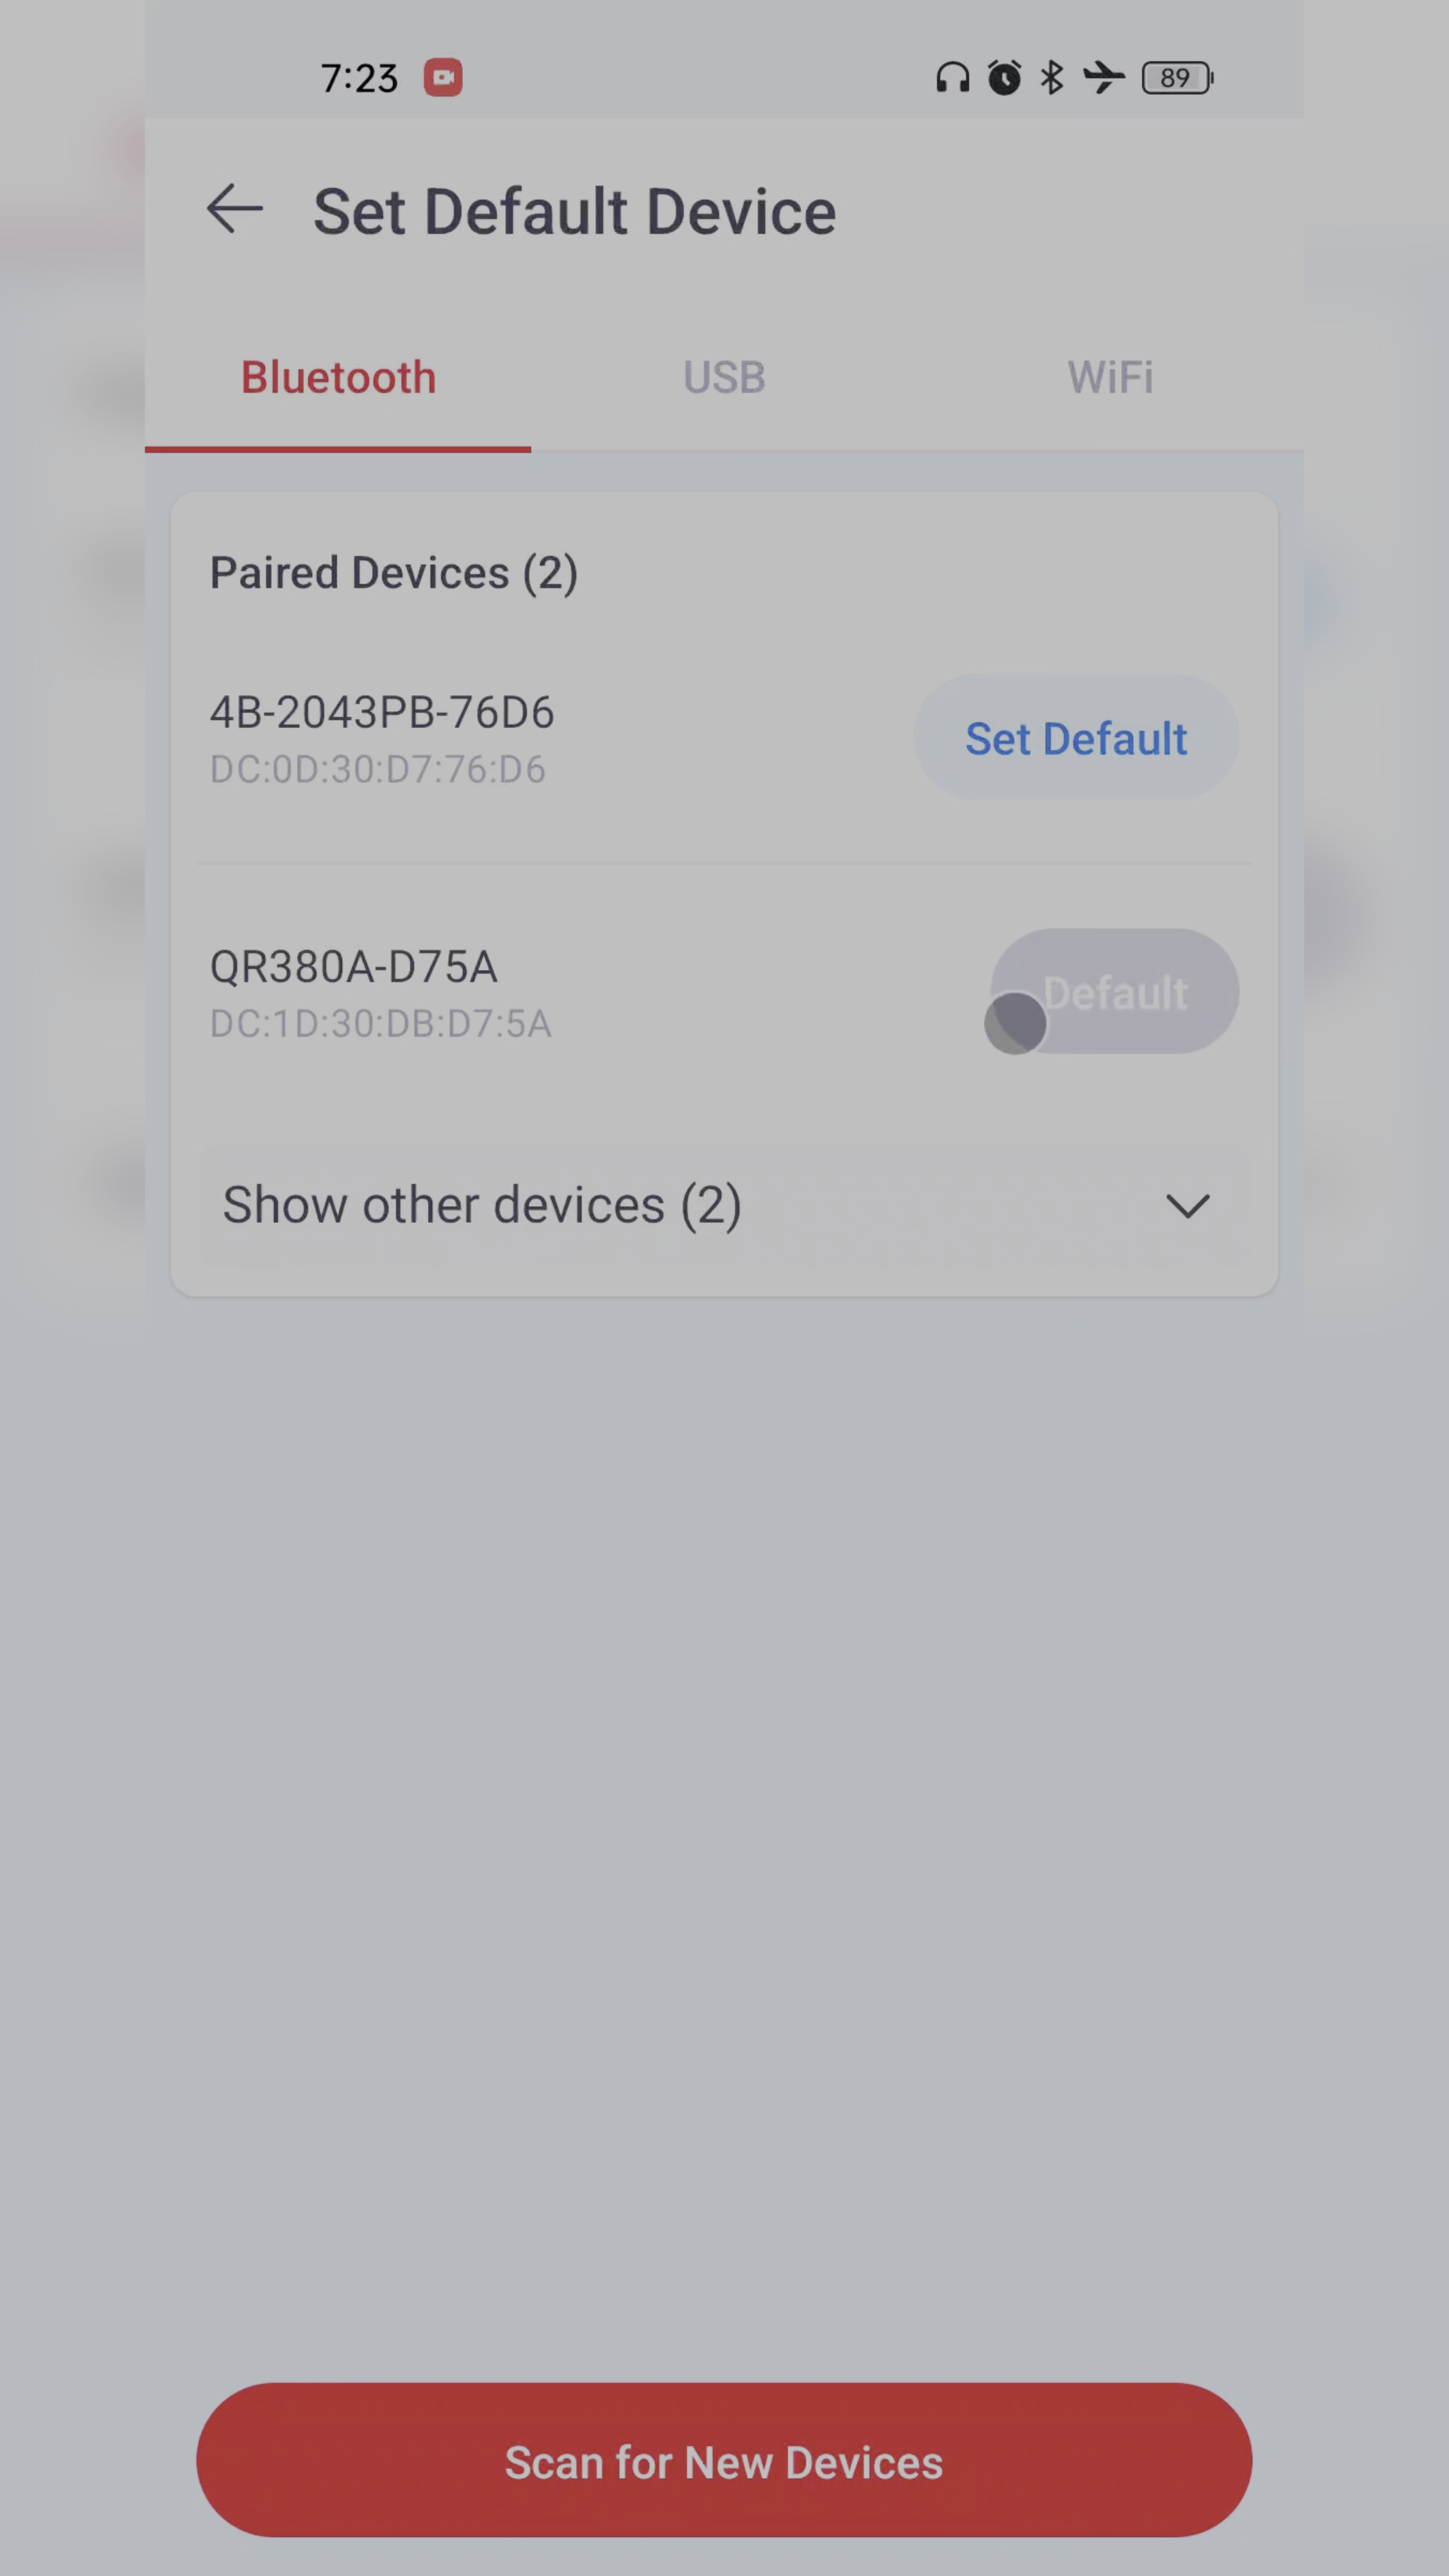 7:23
89
Set Default Device
Bluetooth USB WiFi
Paired Devices (2)
4B-2043PB-76D6
DC:0D:30:D7:76:D6
Set Default
QR380A-D75A
DC:1D:30:DB:D7:5A
Default
Show other devices (2)
Scan for New Devices